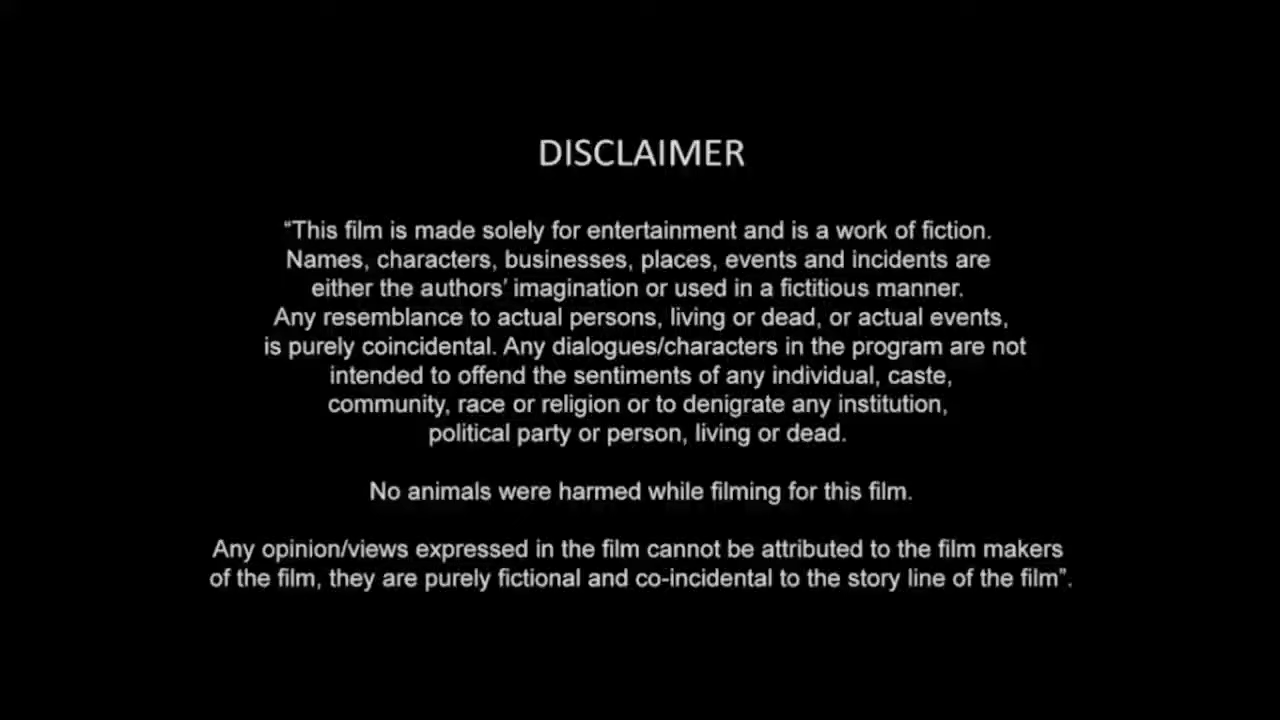 DISCLAIMER
“This film is made solely for entertainment and is a work of fiction.
Names, characters, businesses, places, events and incidents are
either the authors’ imagination or used in a fictitious manner.
Any resemblance to actual persons, living or dead, or actual events,
is purely coincidental. Any dialogues/characters in the program are not
intended to offend the sentiments of any individual, caste,
community, race or religion or to denigrate any institution,
political party or person, living or dead.
No animals were harmed while filming for this film.
Any opinion/views expressed in the film cannot be attributed to the film makers
of the film, they are purely fictional and co-incidental to the story line of the film”.